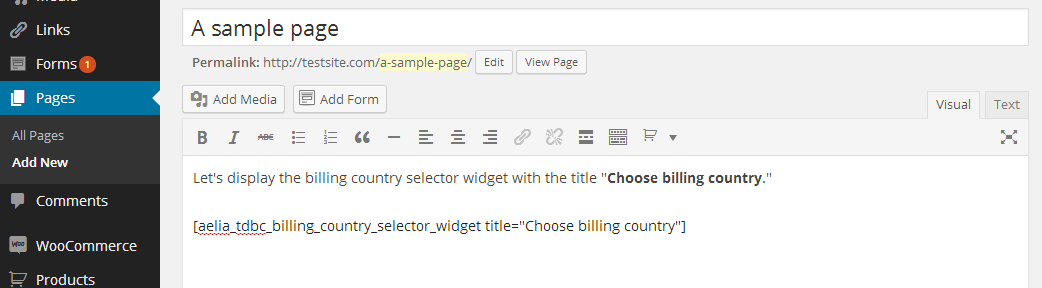 Media
Links
Forms 1
Pages
All Pages
Add New
Comments
WooCommerce
Products
A sample page
Permalink: http://testsite.com/a-sample-page/ Edit View Page
Add Media Add Form
Visual Text
B I ABC
Let's display the billing country selector widget with the title "Choose billing country."
[aelia_tdbc_billing_country_selector_widget title="Choose billing country"]